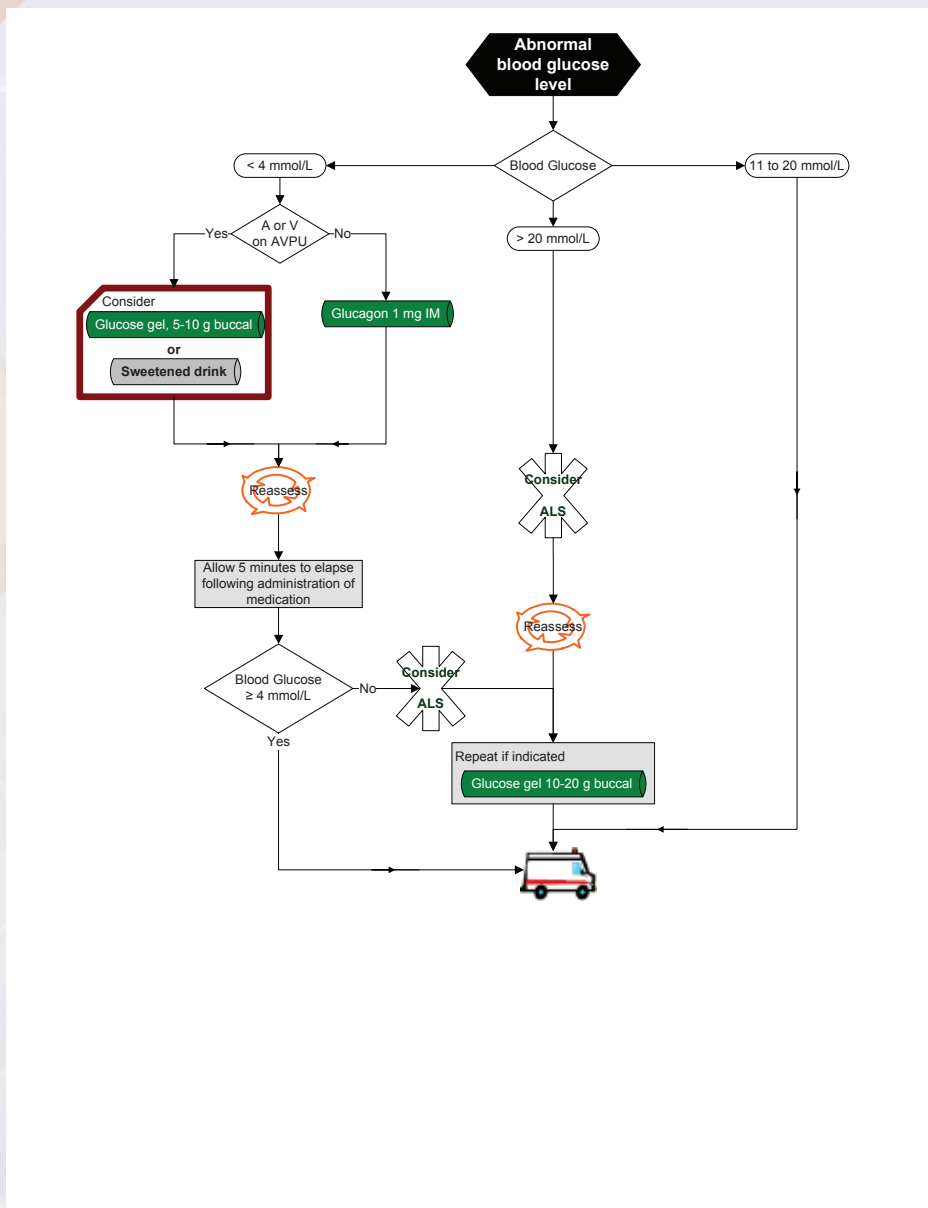 Abnormal
blood glucose
level
Blood Glucose
< 4 mmol/L
11 to 20 mmol/L
> 20 mmol/L
A or V
on AVPU
Yes
No
Consider
Glucose gel, 5-10 g buccal
or
Sweetened drink
Glucagon 1 mg IM
Reassess
Consider
ALS
Allow 5 minutes to elapse
following administration of
medication
Reassess
Blood Glucose
≥ 4 mmol/L
No
Consider
ALS
Yes
Repeat if indicated
Glucose gel 10-20 g buccal